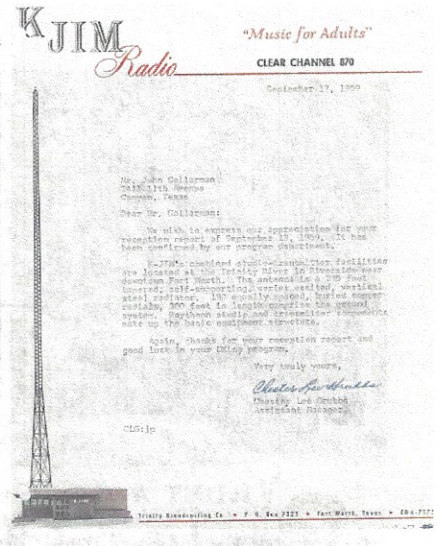 KJIM
Radio
"Music for Adults"
CLEAR CHANNEL 870
September 17, 1959
Mr. John
11th Avenue
Canyon, Texas
Dear Mr.
We wish to express our appreciation for your
reception report of September 13, 1959. It has
been confirmed by our program department.
K-JIM's combined studio-transmitter facilities
are located at the Trinity River in Riverside near
downtown Fort Worth. The antenna is a foot
tapered, self-supporting, series excited, vertical
steel radiator. equally spaced, buried copper
radials, 300 feet in length comprise the ground
system. Raytheon studio and transmitter components
make up the basic equipment
Again, thanks for your reception report and
good luck in your DXing program.
Very truly yours,
Chester Lee Grubbs
Chester Lee Grubbs
Assistant Manager
CLG:jp
KJIM
Trinity Broadcasting Co. • P. O. Box 7321 • Fort Worth, Texas •